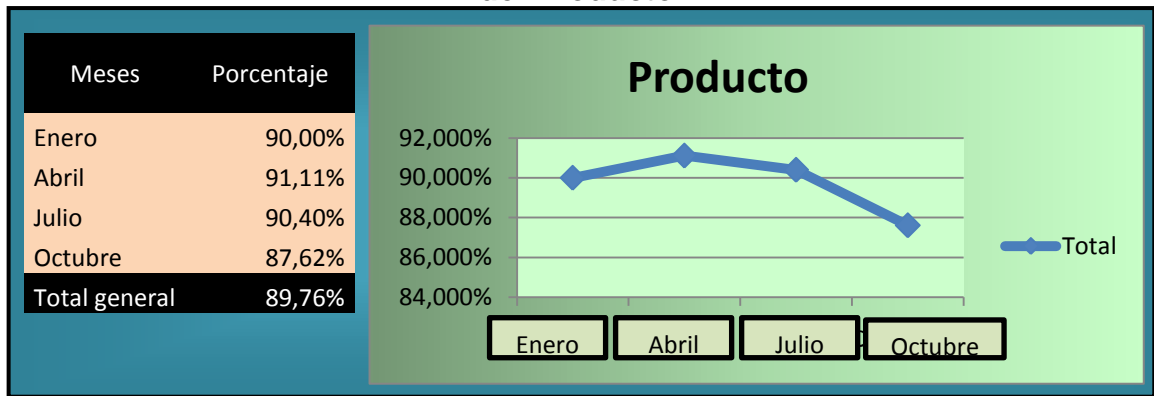 Meses Porcentaje
Enero 90,00%
Abril 91,11%
Julio 90,40%
Octubre 87,62%
Total general 89,76%
Producto
92,000%
90,000%
88,000%
86,000%
84,000%
Enero Abril Julio Octubre
Total